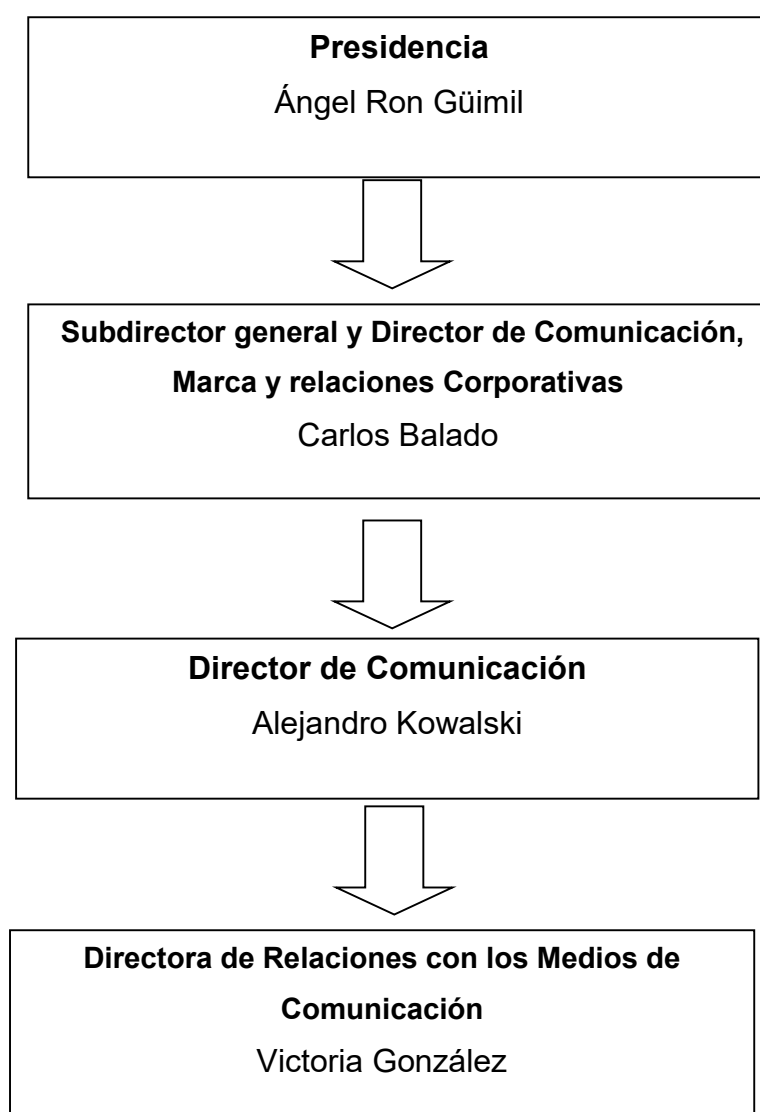 Presidencia
Ángel Ron Güimil
Subdirector general y Director de Comunicación,
Marca y relaciones Corporativas
Carlos Balado
Director de Comunicación
Alejandro Kowalski
Directora de Relaciones con los Medios de
Comunicación
Victoria González